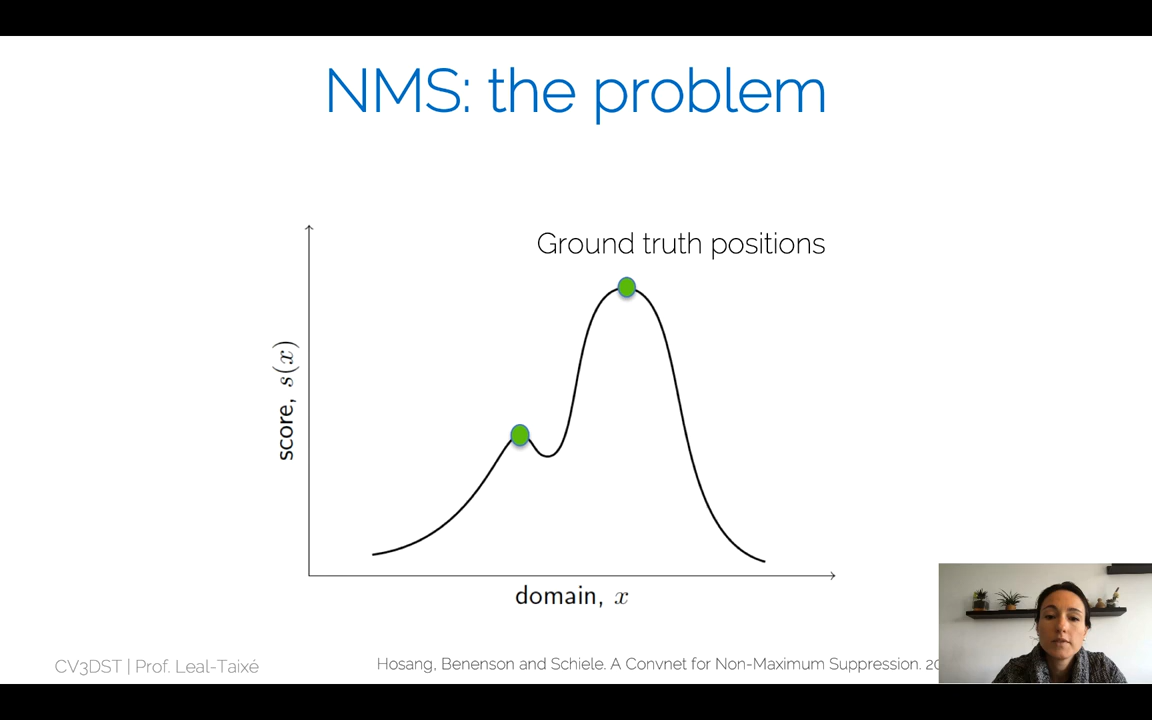 NMS: the problem
Ground truth positions
score, s(x)
domain, x
CV3DST | Prof. Leal-Taixé
Hosang, Benenson and Schiele. A Convnet for Non-Maximum Suppression.